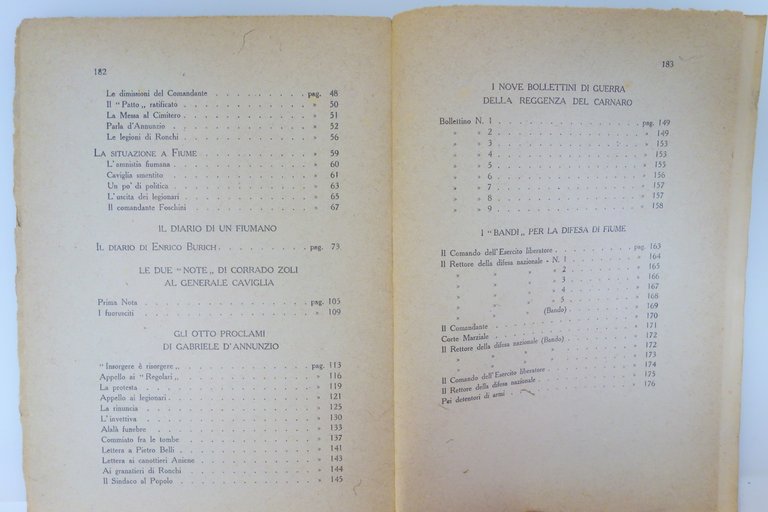 182
Le dimissioni del Comandante . . . . . . . . . . pag. 48
Il "Patto„ ratificato . . . . . . . . . . . . . » 50
La Messa al Cimitero . . . . . . . . . . . . . » 51
Parla d'Annunzio . . . . . . . . . . . . . . » 52
Le legioni di Ronchi . . . . . . . . . . . . . » 56
La situazione a Fiume . . . . . . . . . . . . » 59
L'amnistia fiumana . . . . . . . . . . . . . » 60
Caviglia smentito . . . . . . . . . . . . . . » 61
Un po' di politica . . . . . . . . . . . . . . » 63
L'uscita dei legionari . . . . . . . . . . . . . » 65
Il comandante Foschini . . . . . . . . . . . . » 67
IL DIARIO DI UN FIUMANO
Il diario di Enrico Burich . . . . . . . . . . pag. 73
LE DUE "NOTE„ DI CORRADO ZOLI
AL GENERALE CAVIGLIA
Prima Nota . . . . . . . . . . . . . . . pag. 105
I fuorusciti . . . . . . . . . . . . . . . » 109
GLI OTTO PROCLAMI
DI GABRIELE D'ANNUNZIO
"Insorgere è risorgere„ . . . . . . . . . . . . pag. 113
Appello ai "Regolari„ . . . . . . . . . . . . . » 116
La protesta . . . . . . . . . . . . . . . » 119
Appello ai legionari . . . . . . . . . . . . . » 121
La rinuncia . . . . . . . . . . . . . . . » 125
L'invettiva . . . . . . . . . . . . . . . » 130
Alalà funebre . . . . . . . . . . . . . . » 133
Commiato fra le tombe . . . . . . . . . . . . » 137
Lettera a Pietro Belli . . . . . . . . . . . . . » 141
Lettera ai canottieri Aniene . . . . . . . . . . . » 143
Ai granatieri di Ronchi . . . . . . . . . . . . » 144
Il Sindaco al Popolo . . . . . . . . . . . . . » 145
183
I NOVE BOLLETTINI DI GUERRA
DELLA REGGENZA DEL CARNARO
Bollettino N. 1 . . . . . . . . . . . . . pag. 149
» » 2 . . . . . . . . . . . . . » 149
» » 3 . . . . . . . . . . . . . » 153
» » 4 . . . . . . . . . . . . . » 153
» » 5 . . . . . . . . . . . . . » 155
» » 6 . . . . . . . . . . . . . » 156
» » 7 . . . . . . . . . . . . . » 157
» » 8 . . . . . . . . . . . . . » 157
» » 9 . . . . . . . . . . . . . » 158
I "BANDI„ PER LA DIFESA DI FIUME
Il Comando dell'Esercito liberatore . . . . . . . . pag. 163
Il Rettore della difesa nazionale - N. 1 . . . . . . . » 164
» » » » 2 . . . . . . . » 165
» » » » 3 . . . . . . . » 166
» » » » 4 . . . . . . . » 167
» » » » 5 . . . . . . . » 168
» » » (Bando) . . . . . . . » 169
» 170
Il Comandante . . . . . . . . . . . . . . » 171
Corte Marziale . . . . . . . . . . . . . . » 172
Il Rettore della difesa nazionale (Bando) . . . . . . . » 172
» » » » . . . . . . . » 173
» » » » . . . . . . . » 174
Il Comando dell'Esercito liberatore . . . . . . . . » 175
Il Rettore della difesa nazionale . . . . . . . . . » 176
Pei detentori di armi . . . . . . . . . . . .